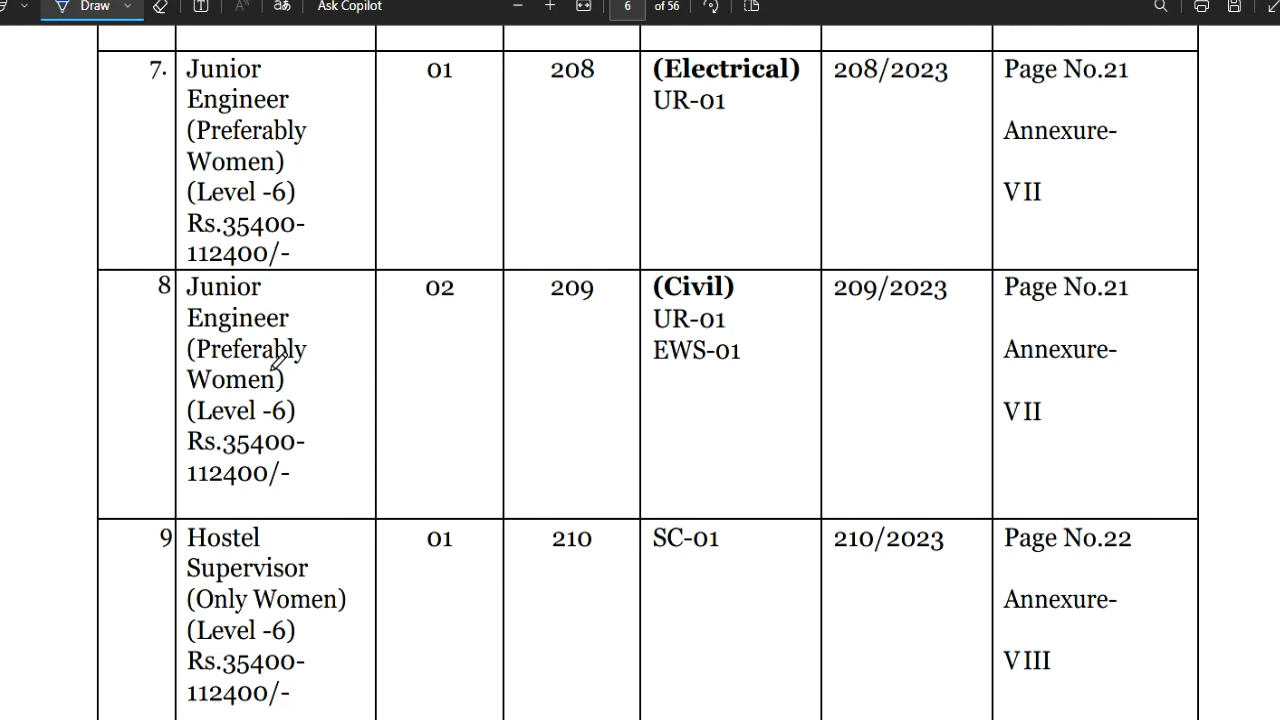 Draw
Ask Copilot
6 of 56
7. Junior Engineer (Preferably Women) (Level -6) Rs.35400-112400/- 01 208 (Electrical) UR-01 208/2023 Page No.21 Annexure-VII
8 Junior Engineer (Preferably Women) (Level -6) Rs.35400-112400/- 02 209 (Civil) UR-01 EWS-01 209/2023 Page No.21 Annexure-VII
9 Hostel Supervisor (Only Women) (Level -6) Rs.35400-112400/- 01 210 SC-01 210/2023 Page No.22 Annexure-VIII